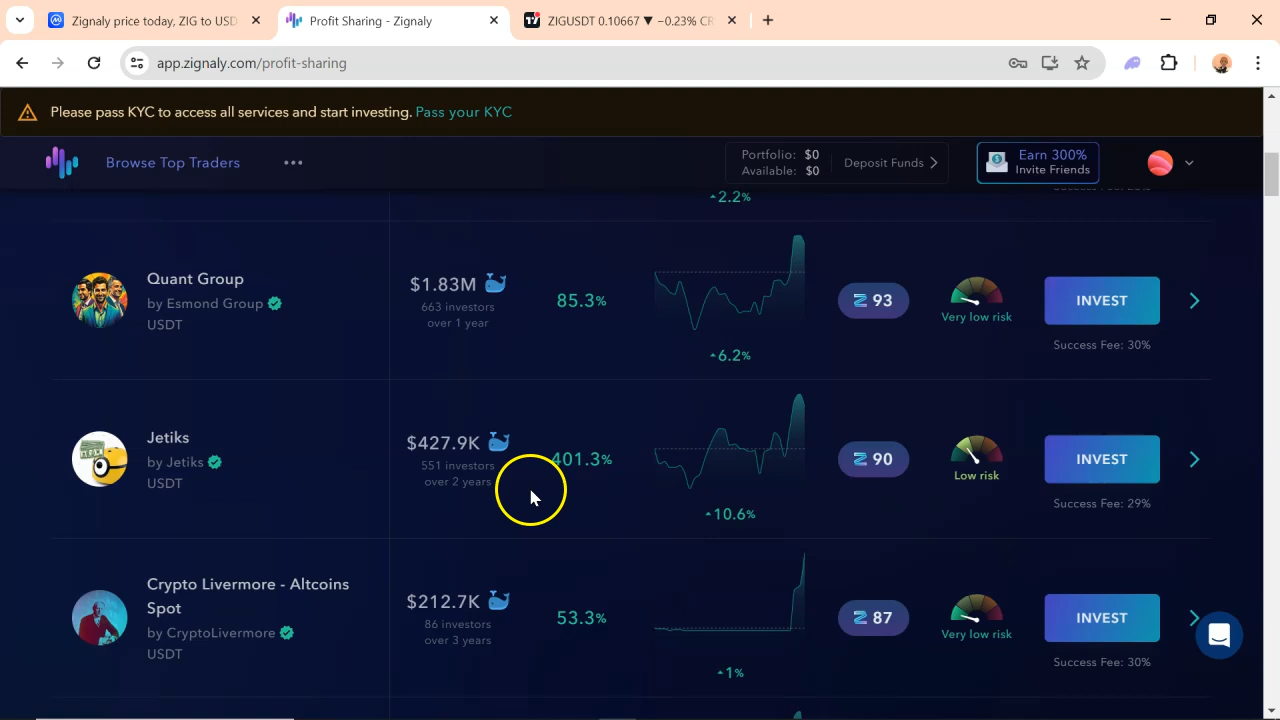 Zignaly price today, ZIG to USD
Profit Sharing - Zignaly
ZIGUSDT 0.10667 ▼ −0.23% CR
app.zignaly.com/profit-sharing
Please pass KYC to access all services and start investing. Pass your KYC
Browse Top Traders
Portfolio: $0
Available: $0
Deposit Funds
Earn 300%
Invite Friends
2.2%
Quant Group
by Esmond Group
USDT
$1.83M
663 investors
over 1 year
85.3%
6.2%
93
Very low risk
INVEST
Success Fee: 30%
Jetiks
by Jetiks
USDT
$427.9K
551 investors
over 2 years
401.3%
10.6%
90
Low risk
INVEST
Success Fee: 29%
Crypto Livermore - Altcoins
Spot
by CryptoLivermore
USDT
$212.7K
86 investors
over 3 years
53.3%
1%
87
Very low risk
INVEST
Success Fee: 30%